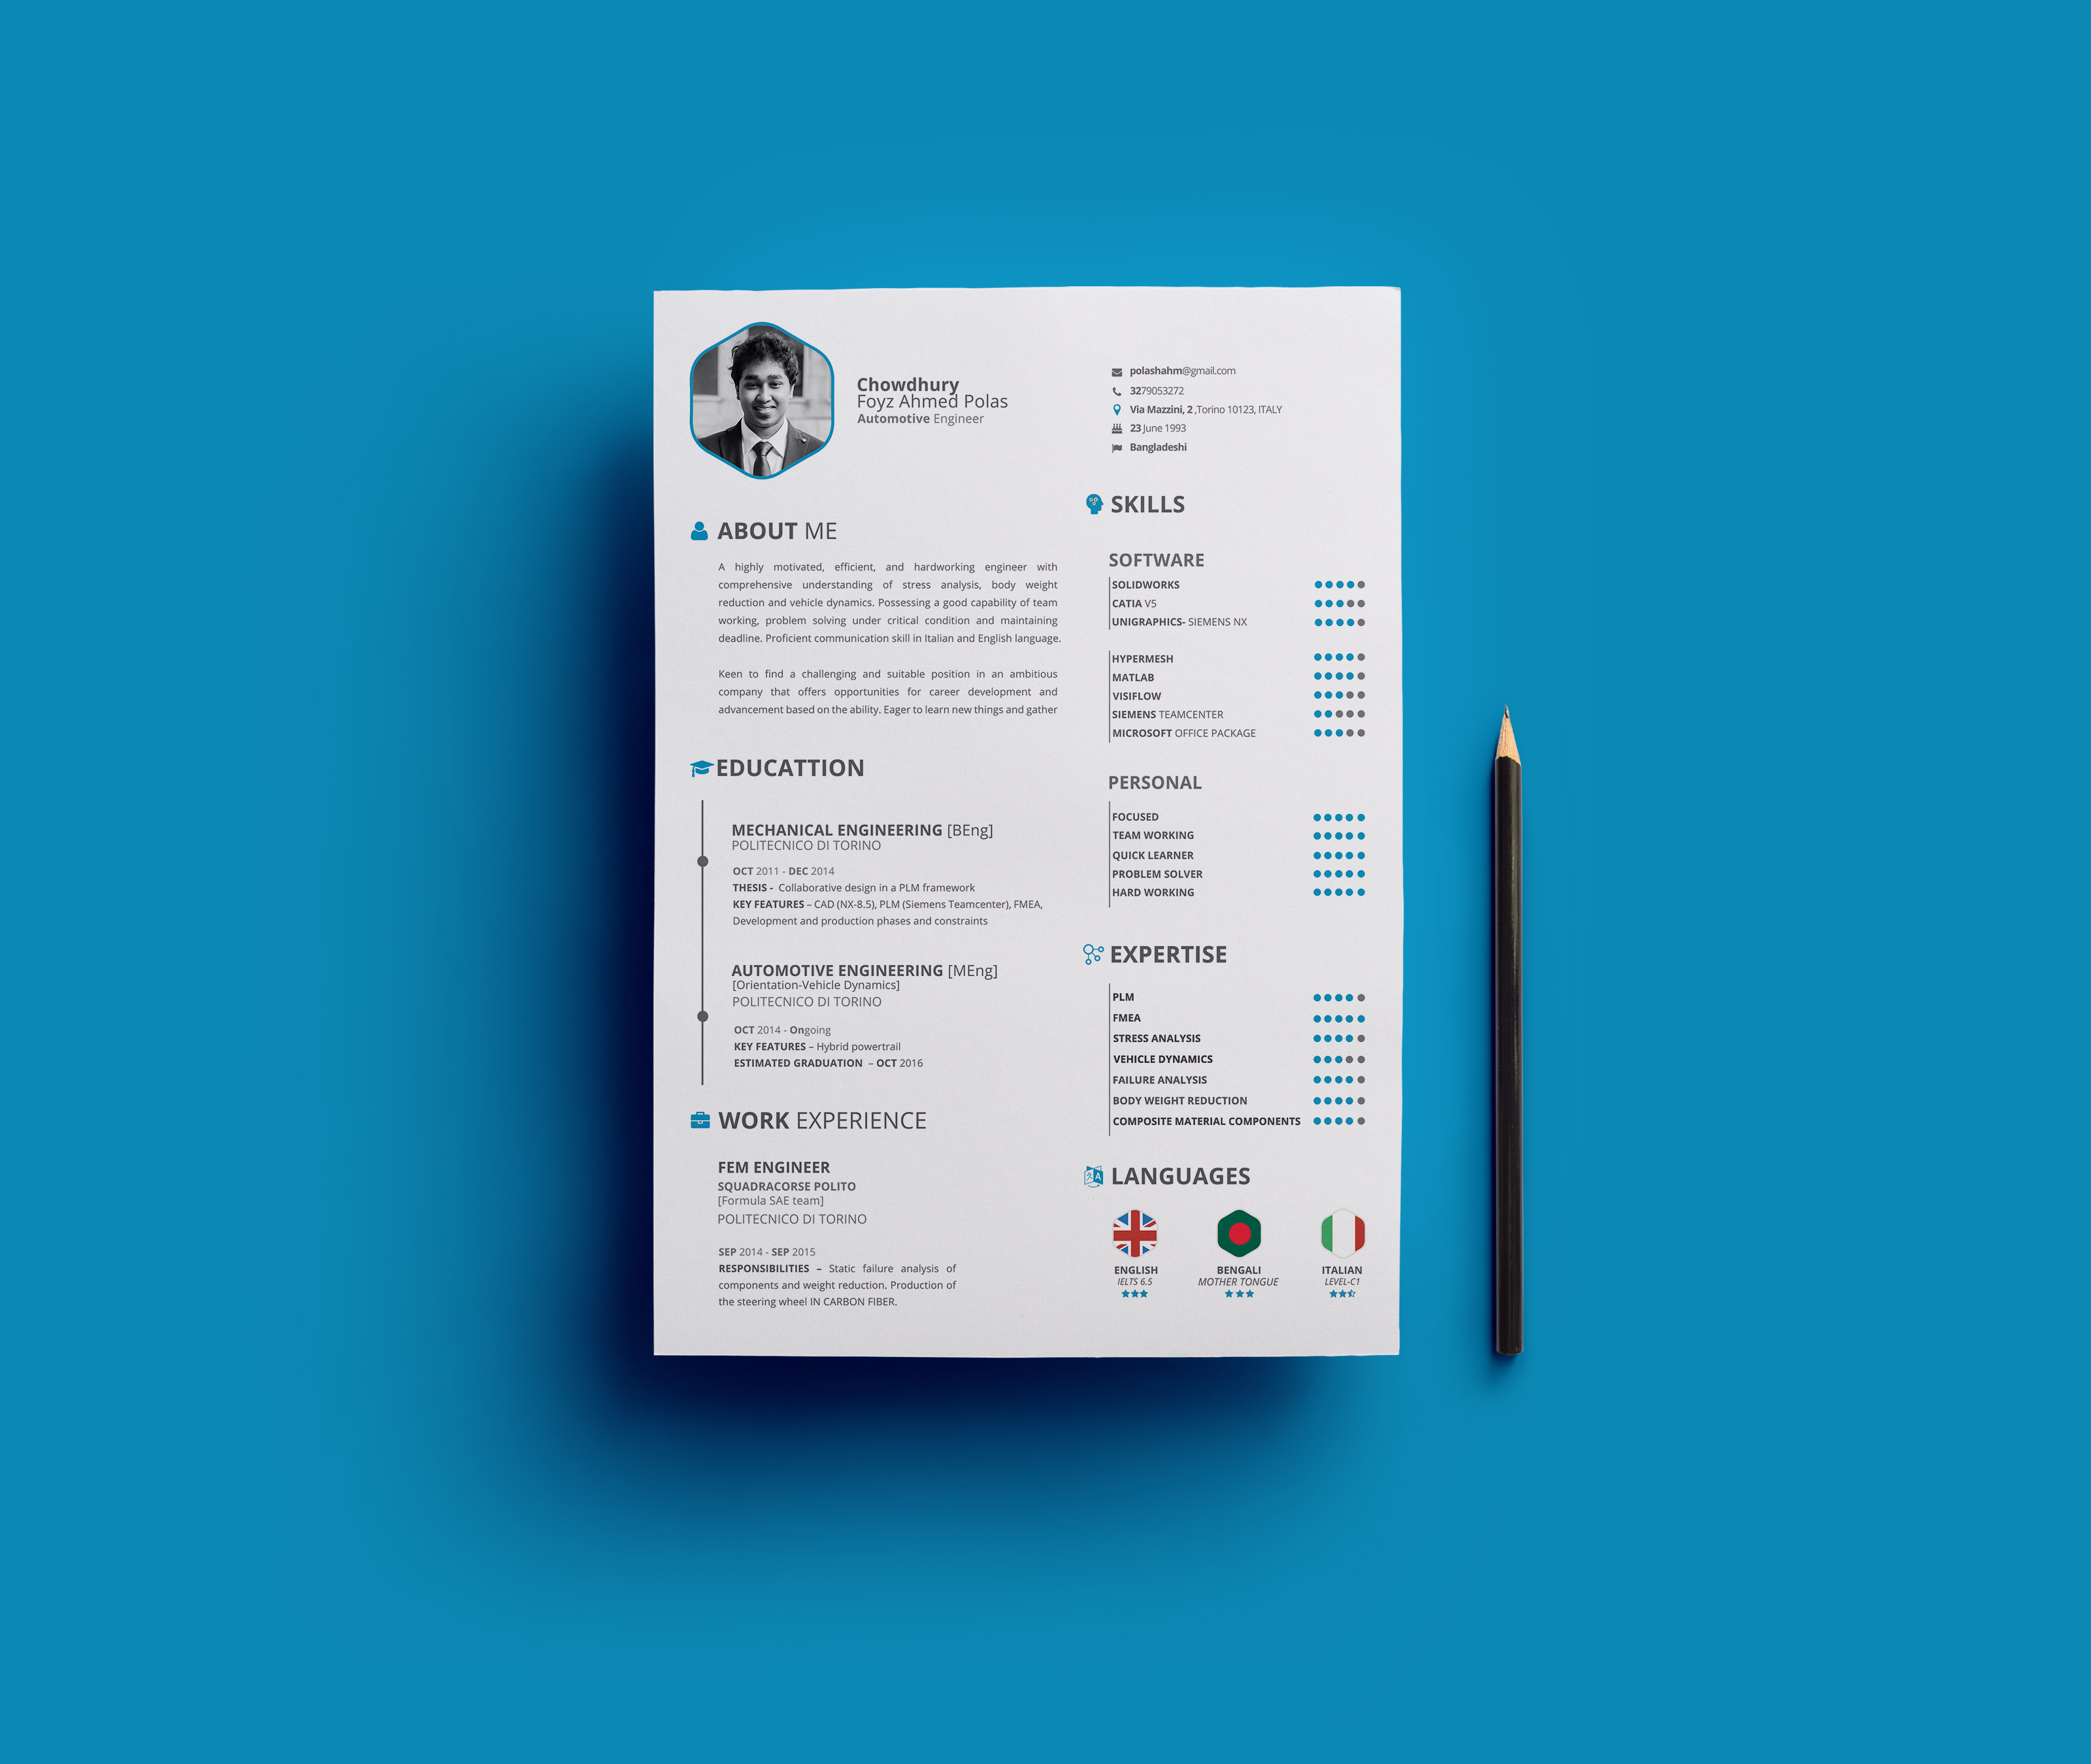 Chowdhury
Foyz Ahmed Polas
Automotive Engineer
polashahm@gmail.com
3279053272
Via Mazzini, 2 ,Torino 10123, ITALY
23 June 1993
Bangladeshi
ABOUT ME
A highly motivated, efficient, and hardworking engineer with
comprehensive understanding of stress analysis, body weight
reduction and vehicle dynamics. Possessing a good capability of team
working, problem solving under critical condition and maintaining
deadline. Proficient communication skill in Italian and English language.
Keen to find a challenging and suitable position in an ambitious
company that offers opportunities for career development and
advancement based on the ability. Eager to learn new things and gather
EDUCATTION
MECHANICAL ENGINEERING [BEng]
POLITECNICO DI TORINO
OCT 2011 - DEC 2014
THESIS - Collaborative design in a PLM framework
KEY FEATURES – CAD (NX-8.5), PLM (Siemens Teamcenter), FMEA,
Development and production phases and constraints
AUTOMOTIVE ENGINEERING [MEng]
[Orientation-Vehicle Dynamics]
POLITECNICO DI TORINO
OCT 2014 - Ongoing
KEY FEATURES – Hybrid powertrail
ESTIMATED GRADUATION – OCT 2016
WORK EXPERIENCE
FEM ENGINEER
SQUADRACORSE POLITO
[Formula SAE team]
POLITECNICO DI TORINO
SEP 2014 - SEP 2015
RESPONSIBILITIES – Static failure analysis of
components and weight reduction. Production of
the steering wheel IN CARBON FIBER.
SKILLS
SOFTWARE
SOLIDWORKS
CATIA V5
UNIGRAPHICS- SIEMENS NX
HYPERMESH
MATLAB
VISIFLOW
SIEMENS TEAMCENTER
MICROSOFT OFFICE PACKAGE
PERSONAL
FOCUSED
TEAM WORKING
QUICK LEARNER
PROBLEM SOLVER
HARD WORKING
EXPERTISE
PLM
FMEA
STRESS ANALYSIS
VEHICLE DYNAMICS
FAILURE ANALYSIS
BODY WEIGHT REDUCTION
COMPOSITE MATERIAL COMPONENTS
LANGUAGES
ENGLISH
IELTS 6.5
BENGALI
MOTHER TONGUE
ITALIAN
LEVEL-C1